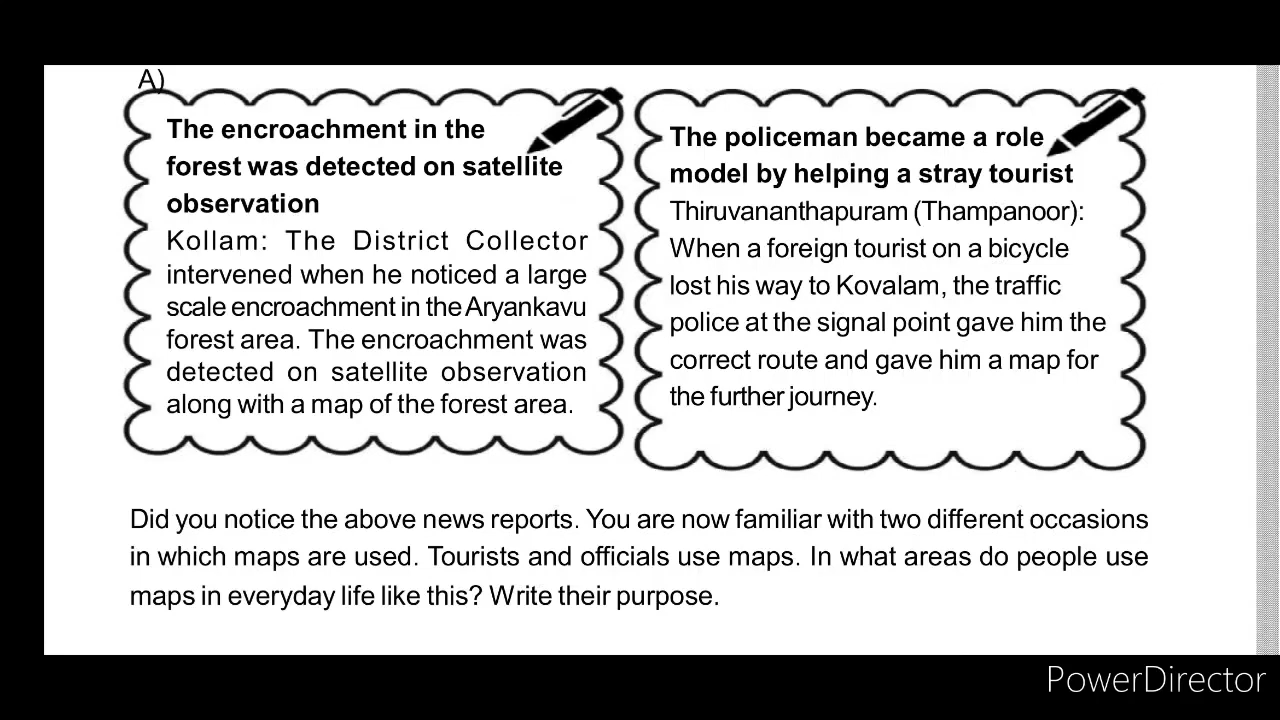 A)
The encroachment in the
forest was detected on satellite
observation
Kollam: The District Collector
intervened when he noticed a large
scale encroachment in the Aryankavu
forest area. The encroachment was
detected on satellite observation
along with a map of the forest area.
The policeman became a role
model by helping a stray tourist
Thiruvananthapuram (Thampanoor):
When a foreign tourist on a bicycle
lost his way to Kovalam, the traffic
police at the signal point gave him the
correct route and gave him a map for
the further journey.
Did you notice the above news reports. You are now familiar with two different occasions
in which maps are used. Tourists and officials use maps. In what areas do people use
maps in everyday life like this? Write their purpose.
PowerDirector